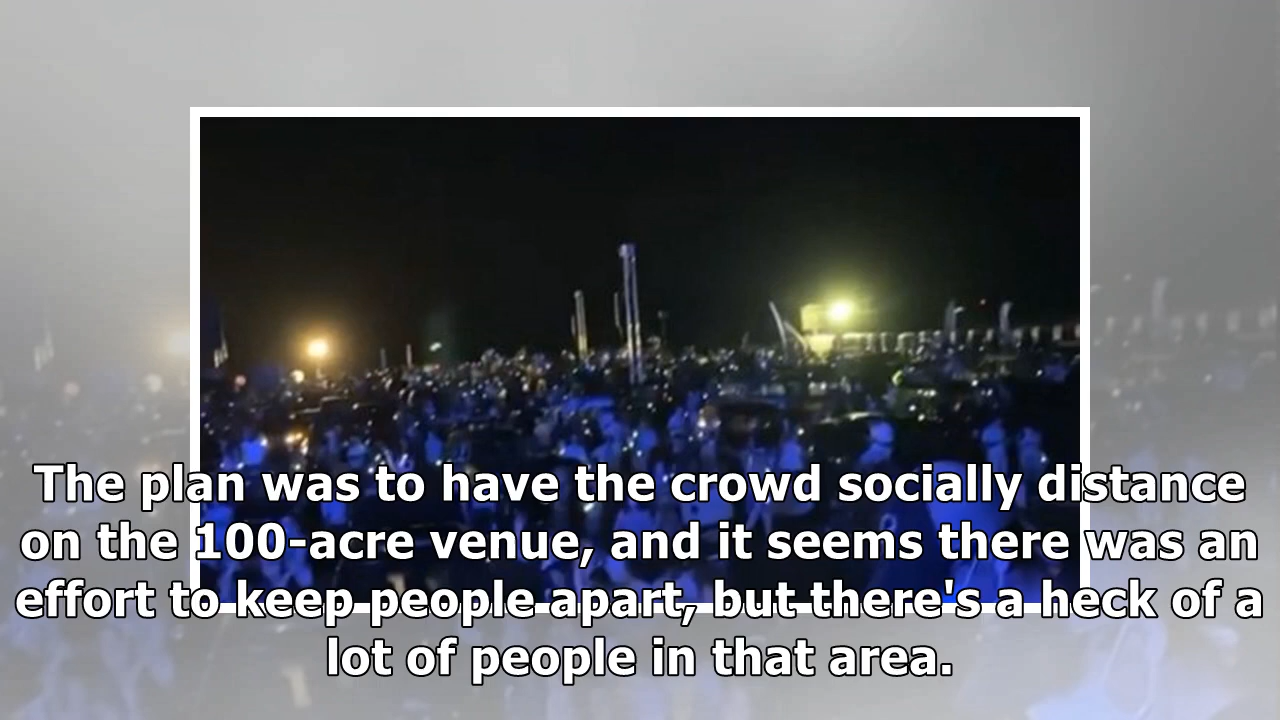 The plan was to have the crowd socially distance
on the 100-acre venue, and it seems there was an
effort to keep people apart, but there's a heck of a
lot of people in that area.